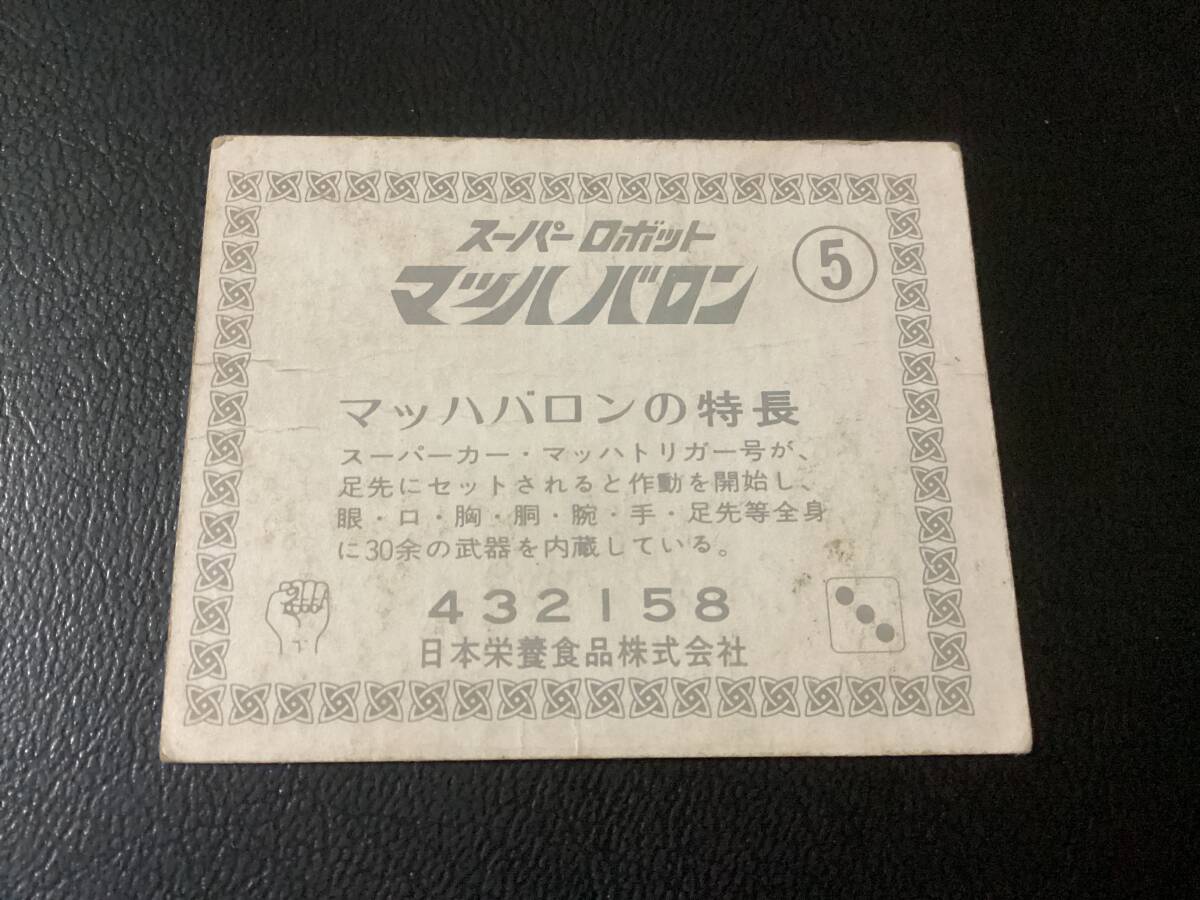 スーパーロボット
マッハバロン
5
マッハバロンの特長
スーパーカー・マッハトリガー号が、
足先にセットされると作動を開始し、
眼・口・胸・胴・腕・手・足先等全身
に30余の武器を内蔵している。
432158
日本栄養食品株式会社